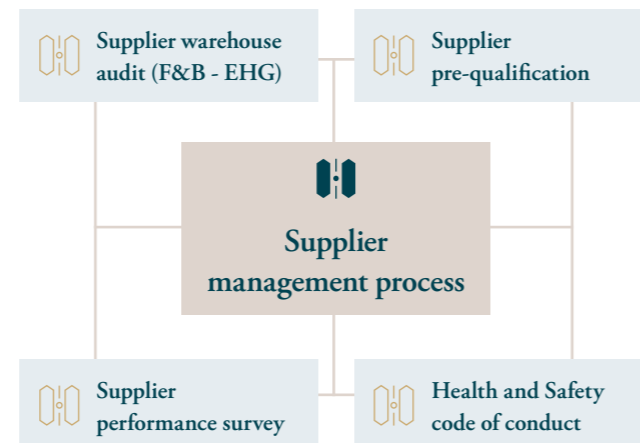 Supplier warehouse
audit (F&B - EHG)
Supplier
pre-qualification
Supplier
management process
Supplier
performance survey
Health and Safety
code of conduct